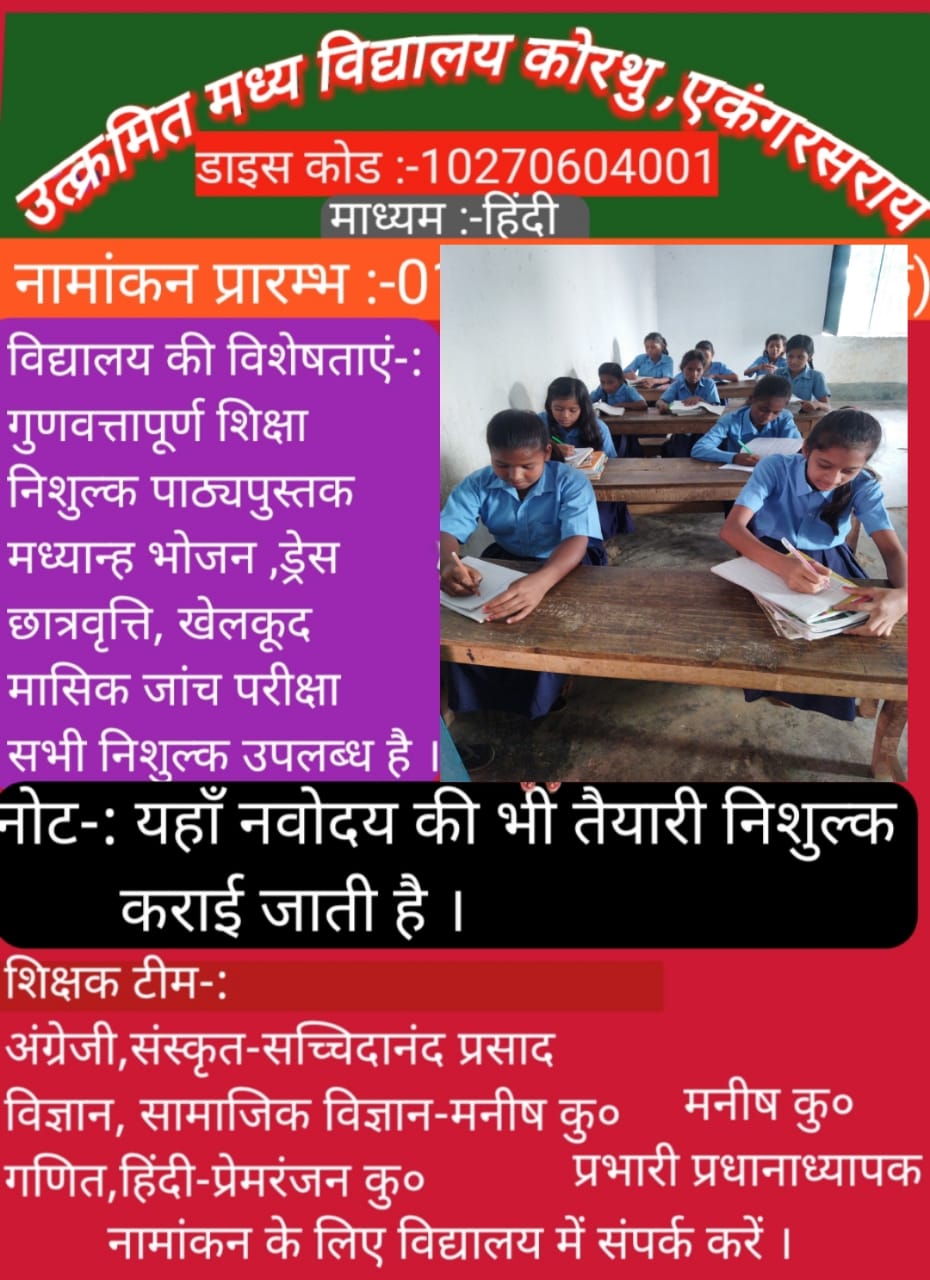 उत्क्रमित मध्य विद्यालय कोरथु ,एकंगरसराय
डाइस कोड :-10270604001
माध्यम :-हिंदी
नामांकन प्रारम्भ :-0
विद्यालय की विशेषताएं-:
गुणवत्तापूर्ण शिक्षा
निशुल्क पाठ्यपुस्तक
मध्यान्ह भोजन ,ड्रेस
छात्रवृत्ति, खेलकूद
मासिक जांच परीक्षा
सभी निशुल्क उपलब्ध है ।
नोट-: यहाँ नवोदय की भी तैयारी निशुल्क
कराई जाती है ।
शिक्षक टीम-:
अंग्रेजी,संस्कृत-सच्चिदानंद प्रसाद
विज्ञान, सामाजिक विज्ञान-मनीष कु०
गणित,हिंदी-प्रेमरंजन कु०
मनीष कु०
प्रभारी प्रधानाध्यापक
नामांकन के लिए विद्यालय में संपर्क करें ।